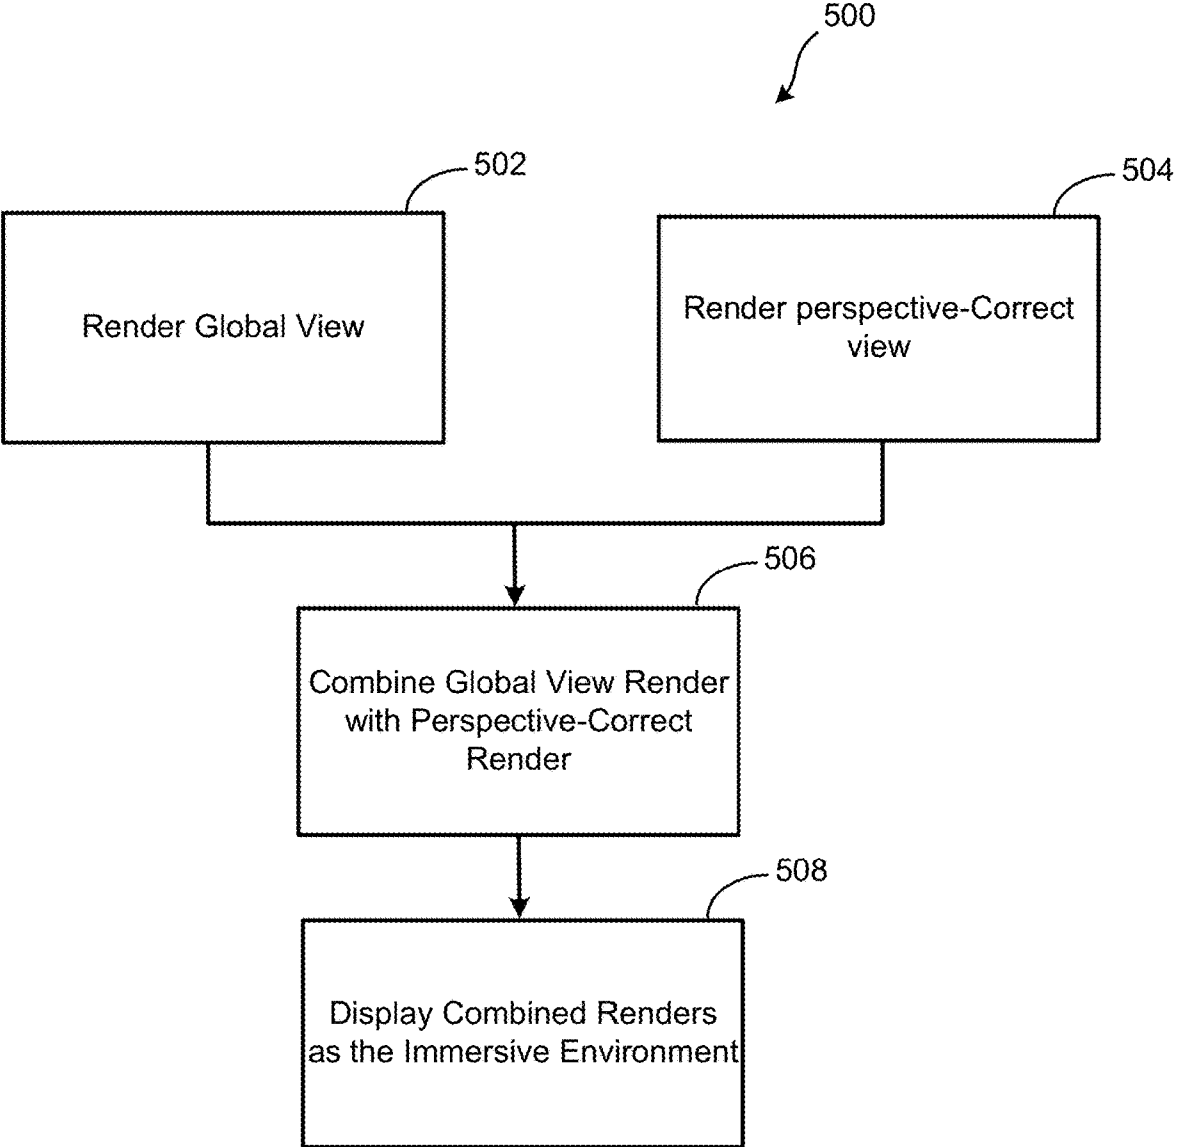 500
502
504
Render Global View
Render perspective-Correct
view
506
Combine Global View Render
with Perspective-Correct
Render
508
Display Combined Renders
as the Immersive Environment